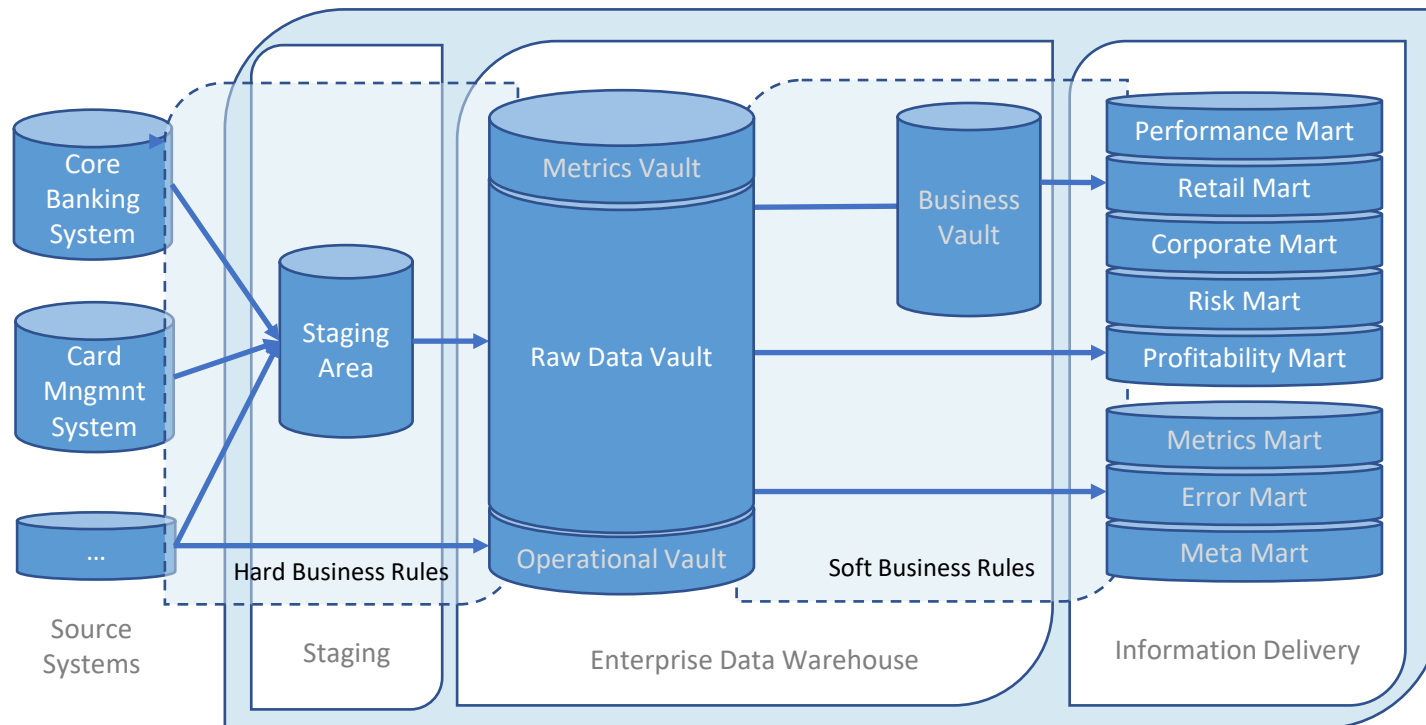 Core
Banking
System
Card
Mngmnt
System
...
Source
Systems
Staging
Area
Hard Business Rules
Staging
Metrics Vault
Raw Data Vault
Operational Vault
Business
Vault
Soft Business Rules
Enterprise Data Warehouse
Performance Mart
Retail Mart
Corporate Mart
Risk Mart
Profitability Mart
Metrics Mart
Error Mart
Meta Mart
Information Delivery